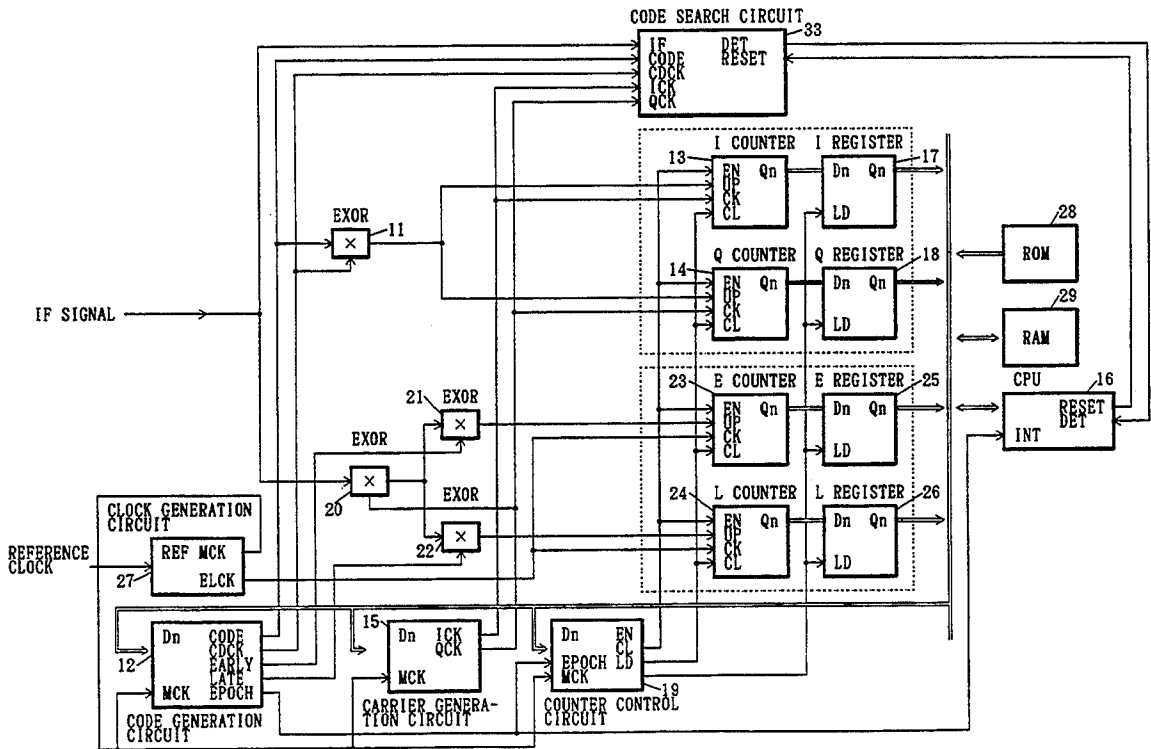 CODE SEARCH CIRCUIT
33
IF DET
CODE RESET
CDCK
ICK
QCK
I COUNTER I REGISTER
13 17
EN Qn Dn Qn
UP
CK
CL LD
EXOR
11
×
28
ROM
Q COUNTER Q REGISTER
14 18
EN Qn Dn Qn
UP
CK
CL LD
IF SIGNAL
29
RAM
CPU
16
RESET
DET
INT
E COUNTER E REGISTER
23 25
EN Qn Dn Qn
UP
CK
CL LD
21 EXOR
×
EXOR
×
20
EXOR
×
22
L COUNTER L REGISTER
24 26
EN Qn Dn Qn
UP
CK
CL LD
CLOCK GENERATION
CIRCUIT
REFERENCE
CLOCK
REF MCK
ELCK
27
Dn CODE
CDCK
EARLY
LATE
MCK EPOCH
12
CODE GENERATION
CIRCUIT
15
Dn ICK
QCK
MCK
CARRIER GENERA-
TION CIRCUIT
Dn EN
CL
EPOCH LD
MCK
19
COUNTER CONTROL
CIRCUIT